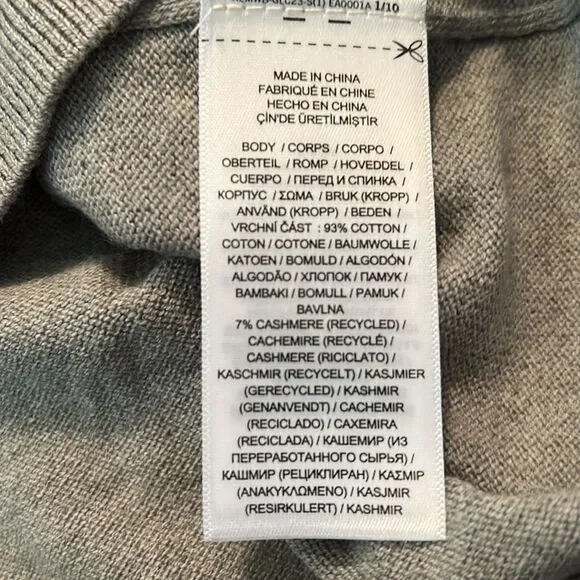 EA0001A 1/10
MADE IN CHINA
FABRIQUÉ EN CHINE
HECHO EN CHINA
ÇİN'DE ÜRETİLMİŞTİR
BODY / CORPS / CORPO /
OBERTEIL / ROMP / HOVEDDEL /
CUERPO / ПЕРЕД И СПИНКА /
КОРПУС / ΣΩΜΑ / BRUK (KROPP) /
ANVÄND (KROPP) / BEDEN /
VRCHNÍ ČÁST : 93% COTTON /
COTON / COTONE / BAUMWOLLE /
KATOEN / BOMULD / ALGODÓN /
ALGODÃO / ХЛОПОК / ПАМУК /
BAMBAKI / BOMULL / PAMUK /
BAVLNA
7% CASHMERE (RECYCLED) /
CACHEMIRE (RECYCLÉ) /
CASHMERE (RICICLATO) /
KASCHMIR (RECYCELT) / KASJMIER
(GERECYCLED) / KASHMIR
(GENANVENDT) / CACHEMIR
(RECICLADO) / CAXEMIRA
(RECICLADA) / КАШЕМИР (ИЗ
ПЕРЕРАБОТАННОГО СЫРЬЯ) /
КАШМИР (РЕЦИКЛИРАН) / ΚΑΣΜΙΡ
(ΑΝΑΚΥΚΛΩΜΕΝΟ) / KASJMIR
(RESIRKULERT) / KASHMIR